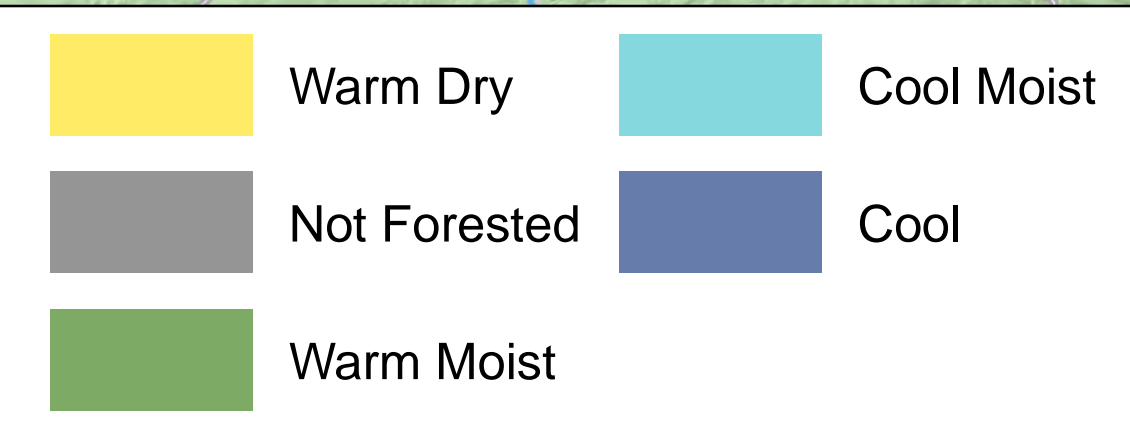 Warm Dry
Not Forested
Warm Moist
Cool Moist
Cool